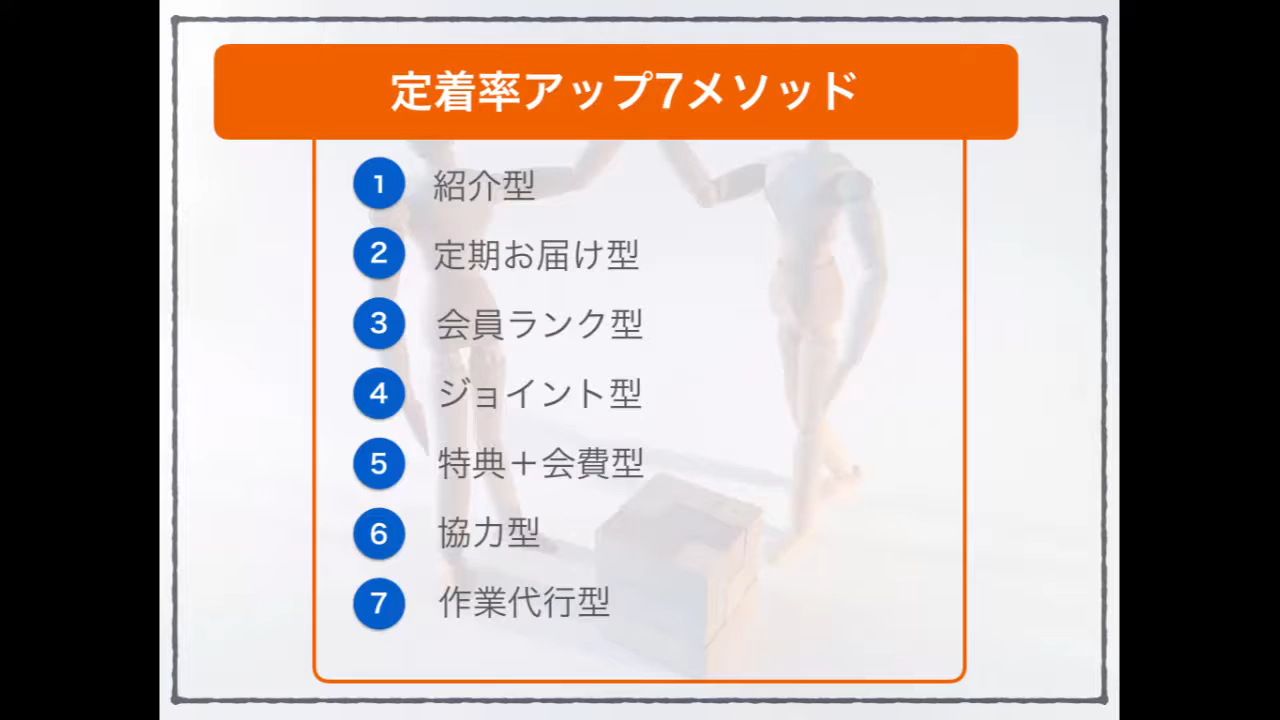 定着率アップ7メソッド
1 紹介型
2 定期お届け型
3 会員ランク型
4 ジョイント型
5 特典＋会費型
6 協力型
7 作業代行型